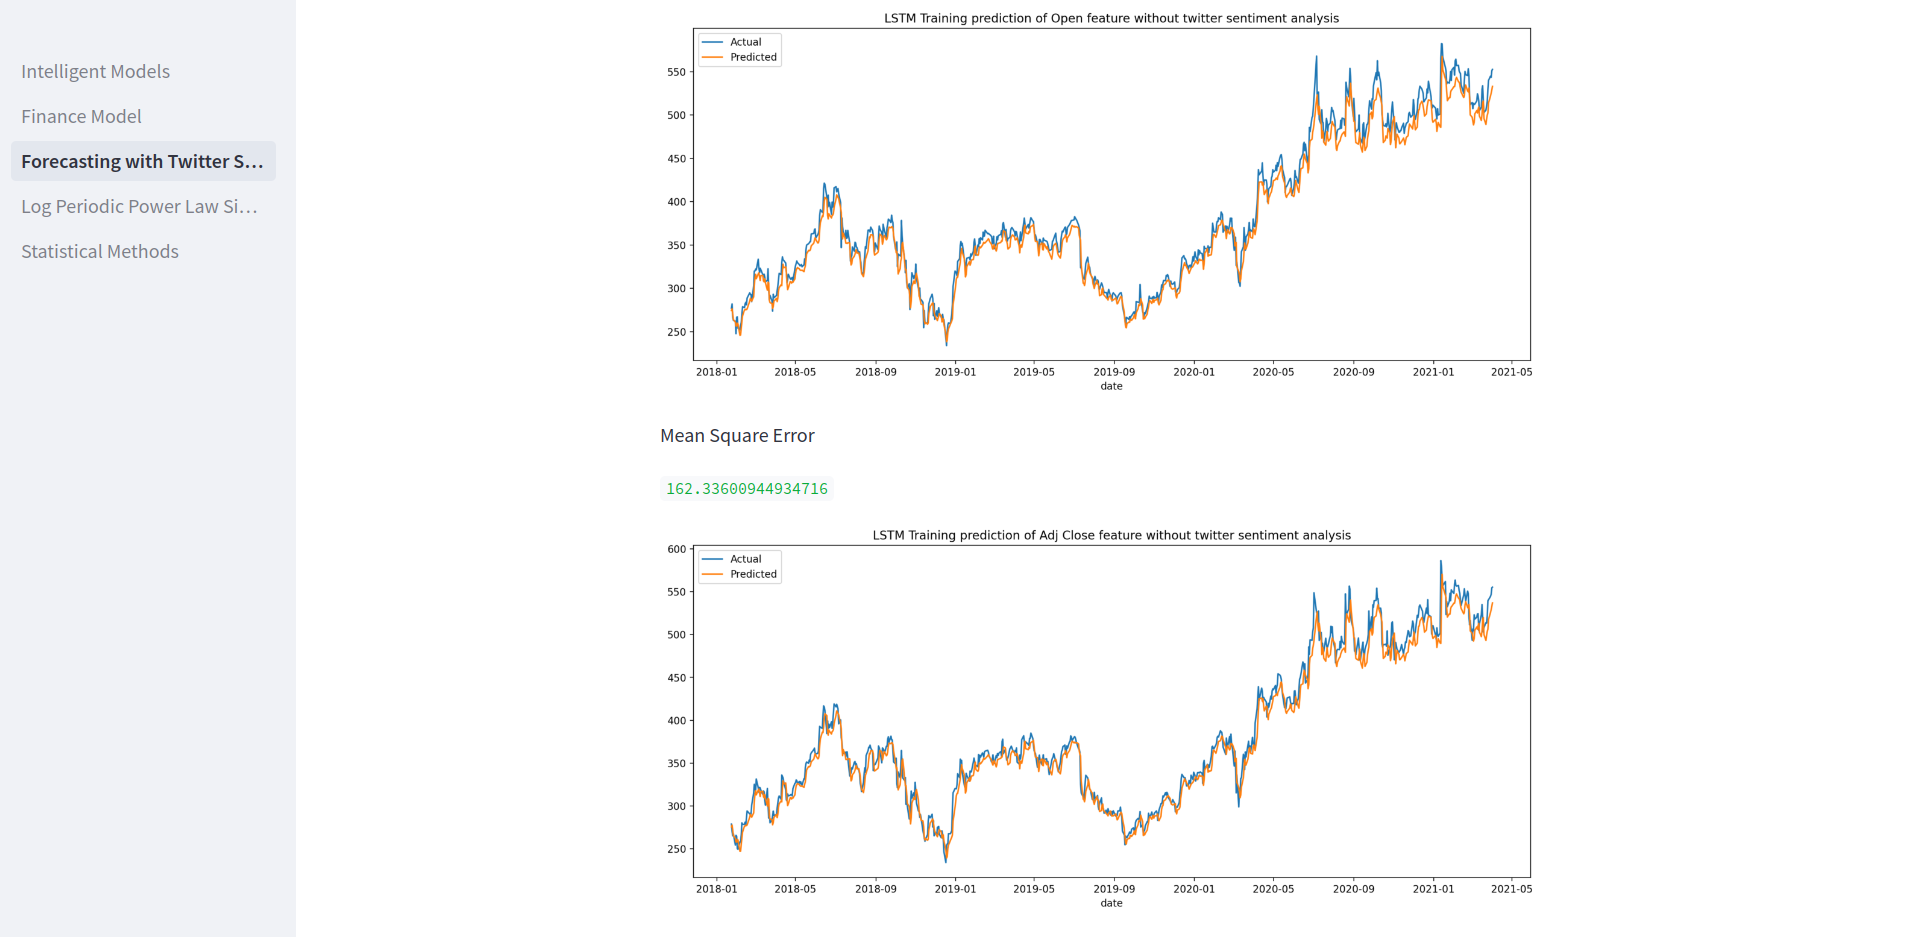 Intelligent Models
Finance Model
Forecasting with Twitter S...
Log Periodic Power Law Si...
Statistical Methods
LSTM Training prediction of Open feature without twitter sentiment analysis
Actual
Predicted
550
500
450
400
350
300
250
2018-01 2018-05 2018-09 2019-01 2019-05 2019-09 2020-01 2020-05 2020-09 2021-01 2021-05
date
Mean Square Error
162.33600944934716
LSTM Training prediction of Adj Close feature without twitter sentiment analysis
Actual
Predicted
600
550
500
450
400
350
300
250
2018-01 2018-05 2018-09 2019-01 2019-05 2019-09 2020-01 2020-05 2020-09 2021-01 2021-05
date